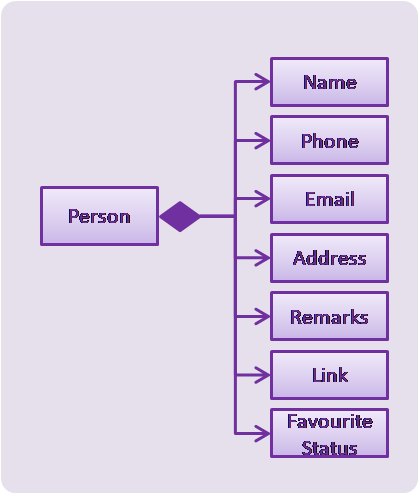 Name
Phone
Email
Person
Address
Remarks
Link
Favourite
Status